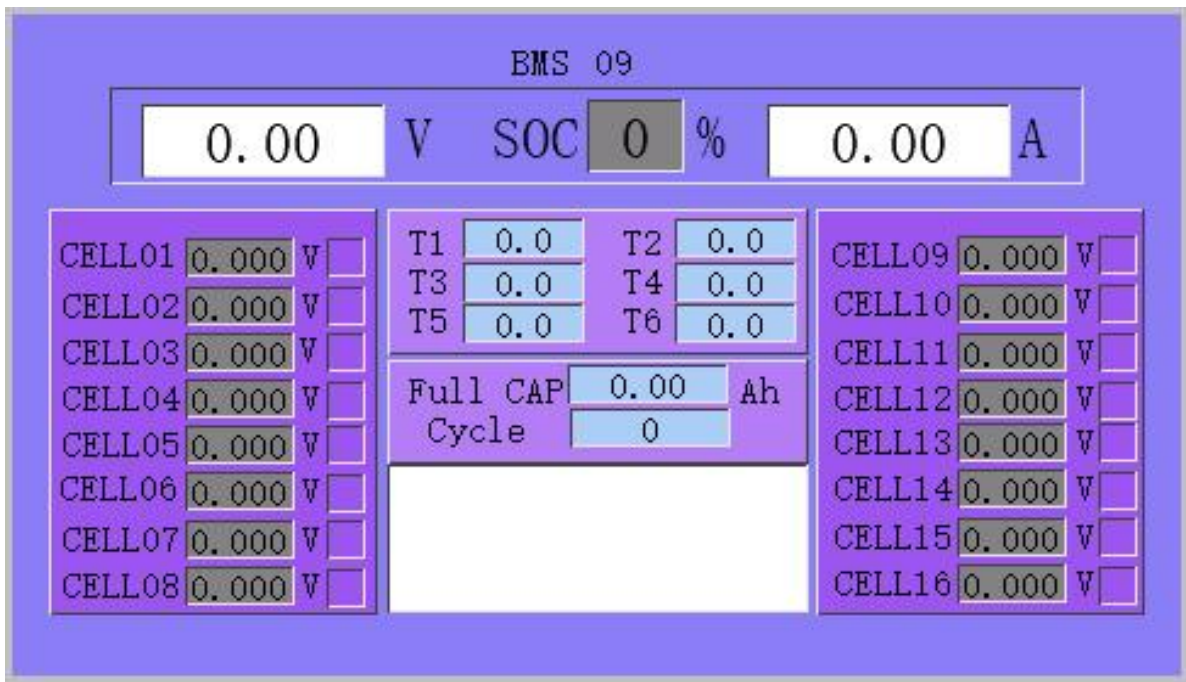 BMS 09
0.00 V SOC 0 % 0.00 A
CELL01 0.000 V
CELL02 0.000 V
CELL03 0.000 V
CELL04 0.000 V
CELL05 0.000 V
CELL06 0.000 V
CELL07 0.000 V
CELL08 0.000 V
T1 0.0 T2 0.0
T3 0.0 T4 0.0
T5 0.0 T6 0.0
Full CAP 0.00 Ah
Cycle 0
CELL09 0.000 V
CELL10 0.000 V
CELL11 0.000 V
CELL12 0.000 V
CELL13 0.000 V
CELL14 0.000 V
CELL15 0.000 V
CELL16 0.000 V